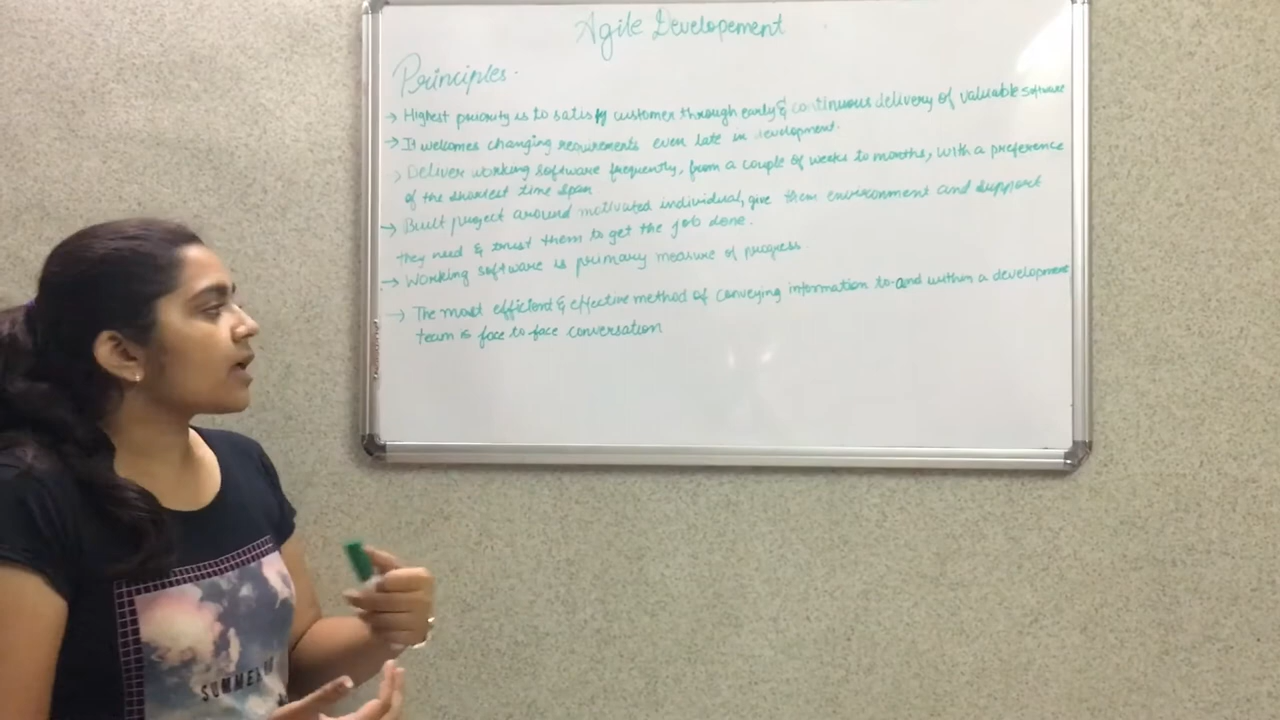 Agile Developement
Principles.
→ Highest priority is to satisfy customer through early & continuous delivery of valuable software
→ It welcomes changing requirements even late in development.
> Deliver working software frequently, from a couple of weeks to months, with a preference
of the shortest time span
→ Built project around motivated individual, give them environment and support
they need & trust them to get the job done.
→ Working software is primary measure of progress.
→ The most efficient & effective method of conveying information to and within a development
team is face to face conversation
SUMMER